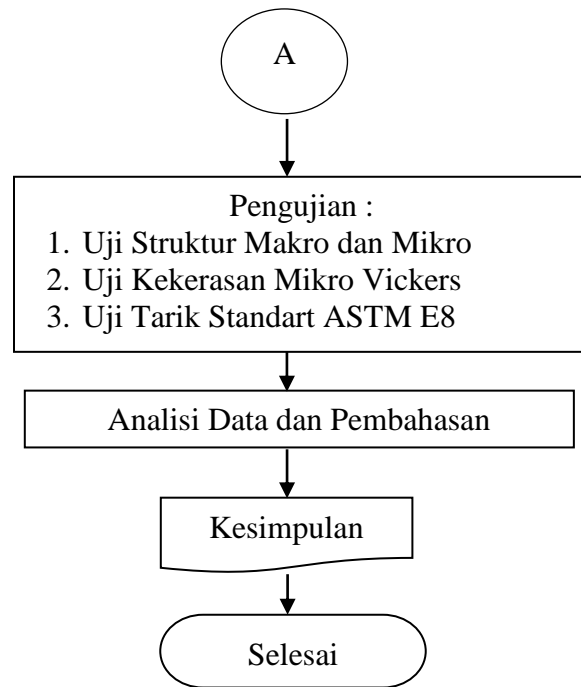 A
Pengujian :
1. Uji Struktur Makro dan Mikro
2. Uji Kekerasan Mikro Vickers
3. Uji Tarik Standart ASTM E8
Analisi Data dan Pembahasan
Kesimpulan
Selesai